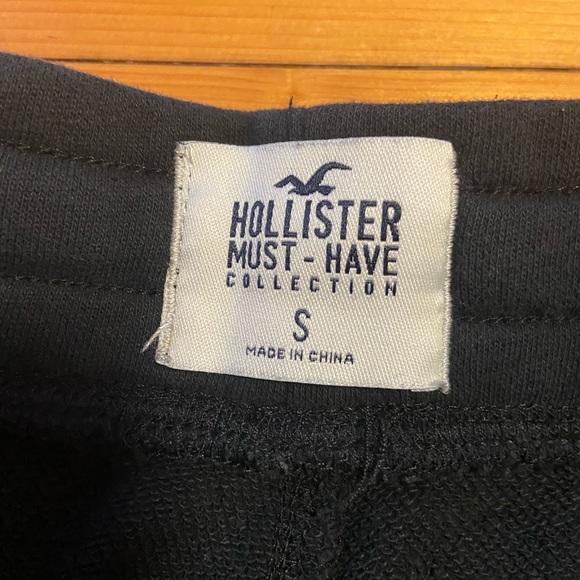 HOLLISTER
MUST - HAVE
COLLECTION
S
MADE IN CHINA